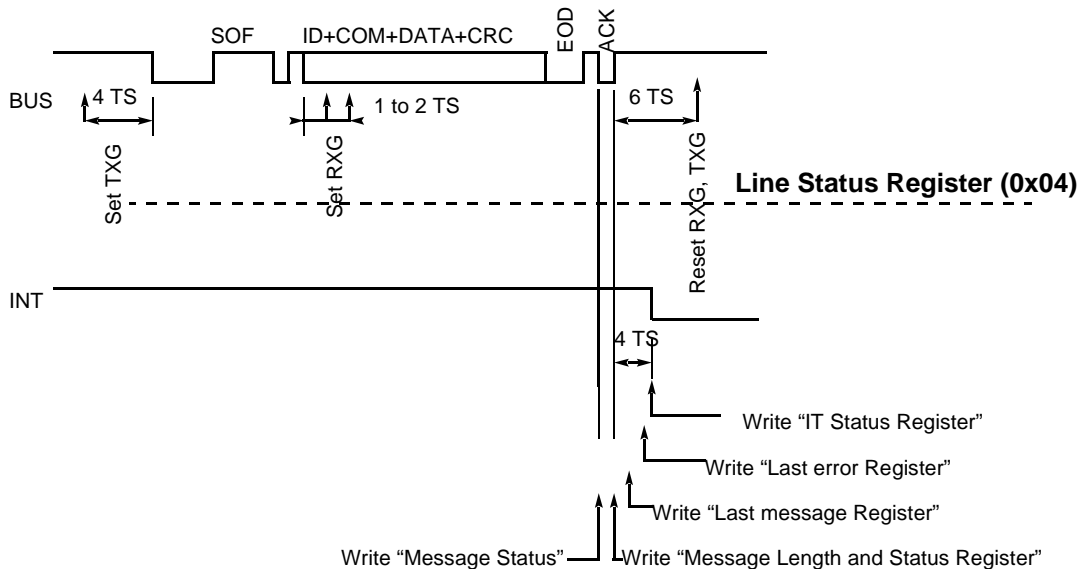 SOF
ID+COM+DATA+CRC
EOD
ACK
BUS
4 TS
1 to 2 TS
6 TS
Set TXG
Set RXG
Reset RXG, TXG
Line Status Register (0x04)
INT
4 TS
Write “IT Status Register”
Write “Last error Register”
Write “Last message Register”
Write “Message Status”
Write “Message Length and Status Register”